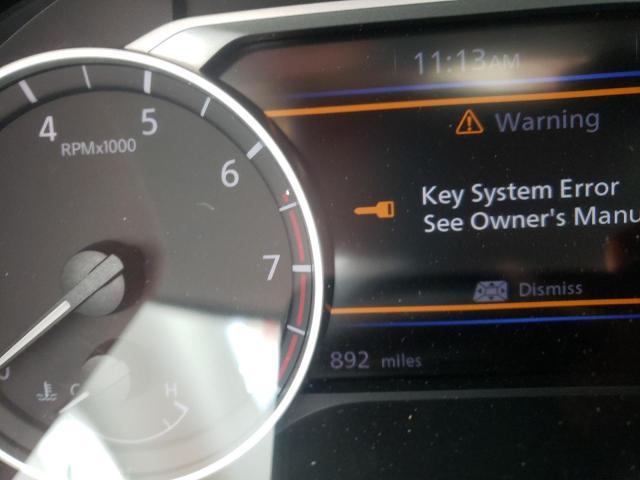 11:13AM
Warning
Key System Error
See Owner's Manu
Dismiss
892 miles
4
5
RPMx1000
6
7
C
H